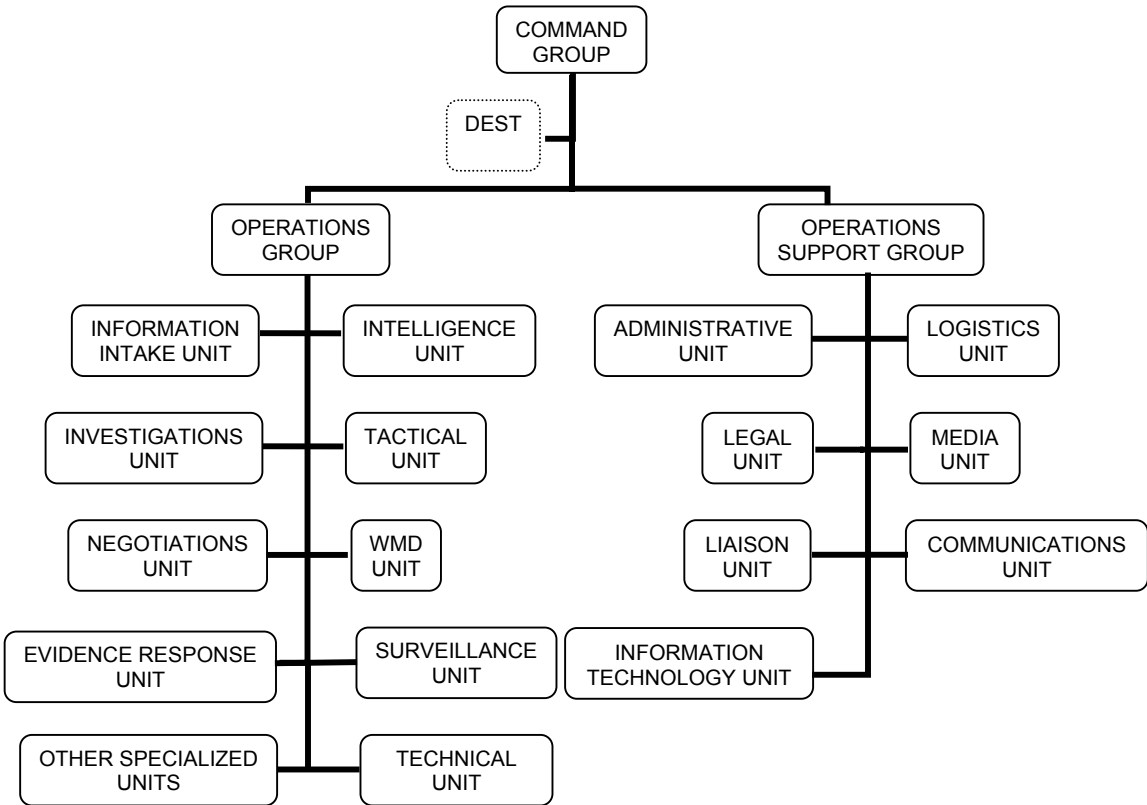 COMMAND
GROUP
DEST
OPERATIONS
GROUP
OPERATIONS
SUPPORT GROUP
INFORMATION
INTAKE UNIT
INTELLIGENCE
UNIT
ADMINISTRATIVE
UNIT
LOGISTICS
UNIT
INVESTIGATIONS
UNIT
TACTICAL
UNIT
LEGAL
UNIT
MEDIA
UNIT
NEGOTIATIONS
UNIT
WMD
UNIT
LIAISON
UNIT
COMMUNICATIONS
UNIT
EVIDENCE RESPONSE
UNIT
SURVEILLANCE
UNIT
INFORMATION
TECHNOLOGY UNIT
OTHER SPECIALIZED
UNITS
TECHNICAL
UNIT